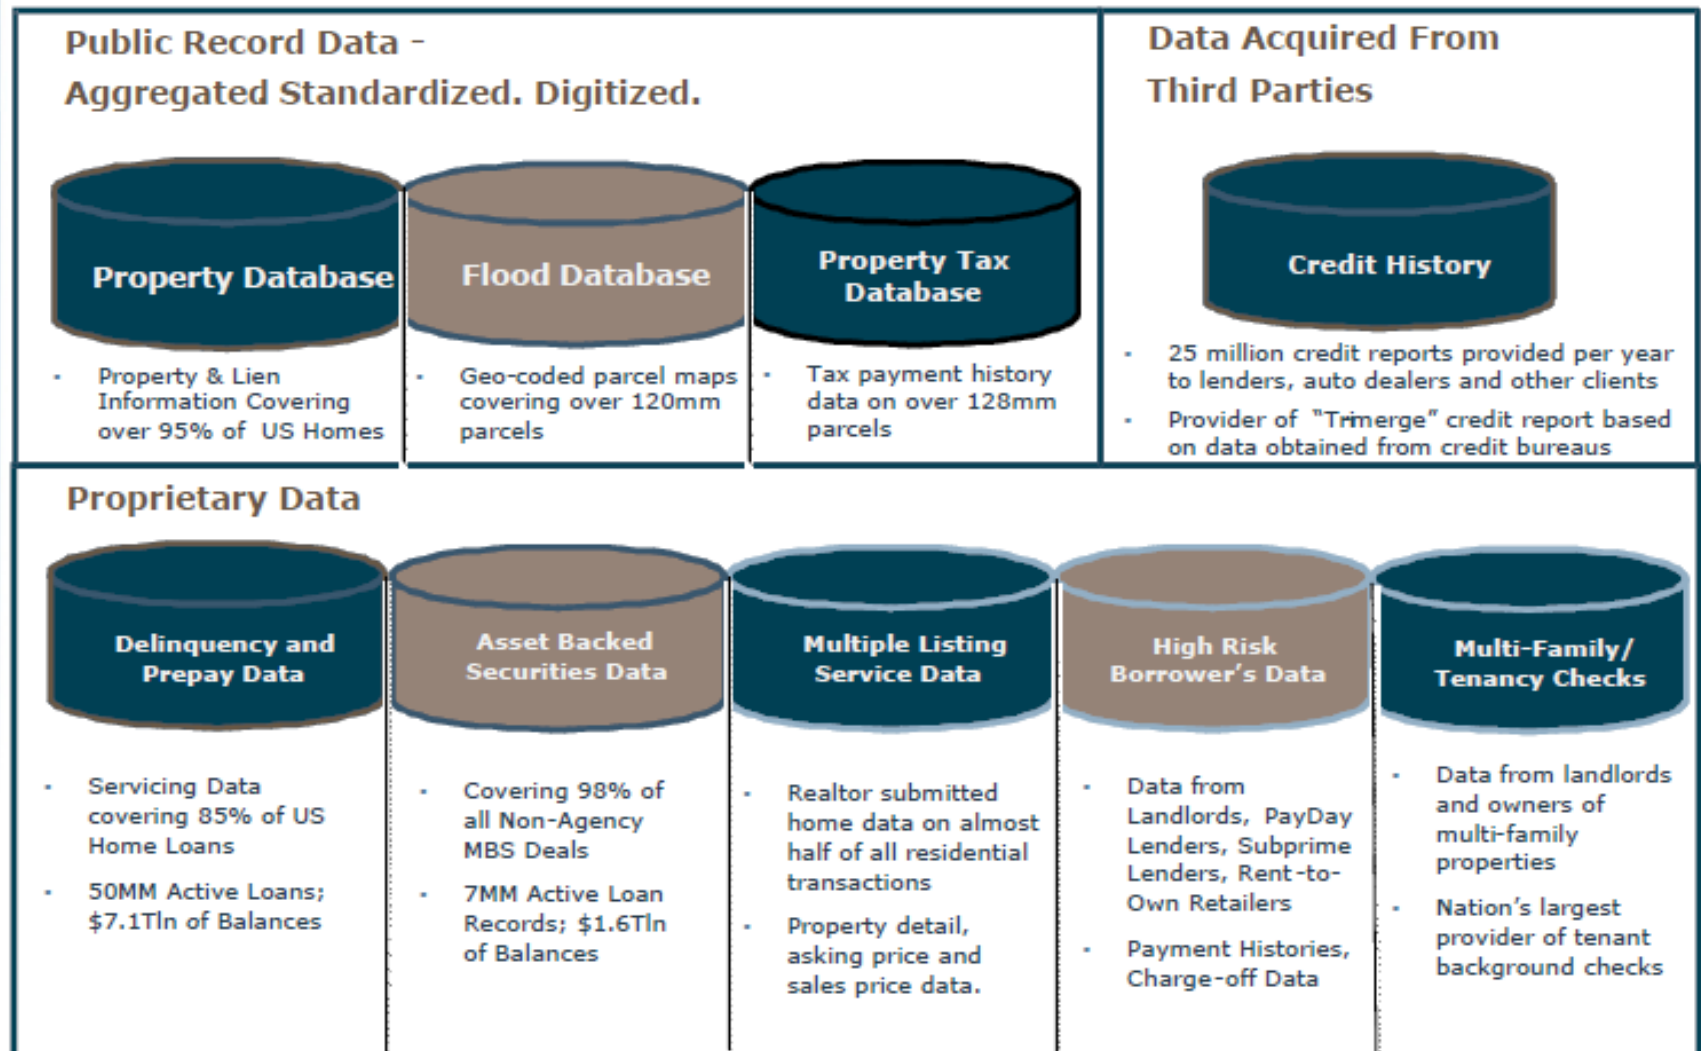 Public Record Data -
Aggregated Standardized. Digitized.
Property Database
▪ Property & Lien
Information Covering
over 95% of US Homes
Flood Database
▪ Geo-coded parcel maps
covering over 120mm
parcels
Property Tax
Database
▪ Tax payment history
data on over 128mm
parcels
Data Acquired From
Third Parties
Credit History
▪ 25 million credit reports provided per year
to lenders, auto dealers and other clients
▪ Provider of “Trimerge” credit report based
on data obtained from credit bureaus
Proprietary Data
Delinquency and
Prepay Data
▪ Servicing Data
covering 85% of US
Home Loans
▪ 50MM Active Loans;
$7.1Tln of Balances
Asset Backed
Securities Data
▪ Covering 98% of
all Non-Agency
MBS Deals
▪ 7MM Active Loan
Records; $1.6Tln
of Balances
Multiple Listing
Service Data
▪ Realtor submitted
home data on almost
half of all residential
transactions
▪ Property detail,
asking price and
sales price data.
High Risk
Borrower’s Data
▪ Data from
Landlords, PayDay
Lenders, Subprime
Lenders, Rent-to-
Own Retailers
▪ Payment Histories,
Charge-off Data
Multi-Family/
Tenancy Checks
▪ Data from landlords
and owners of
multi-family
properties
▪ Nation’s largest
provider of tenant
background checks